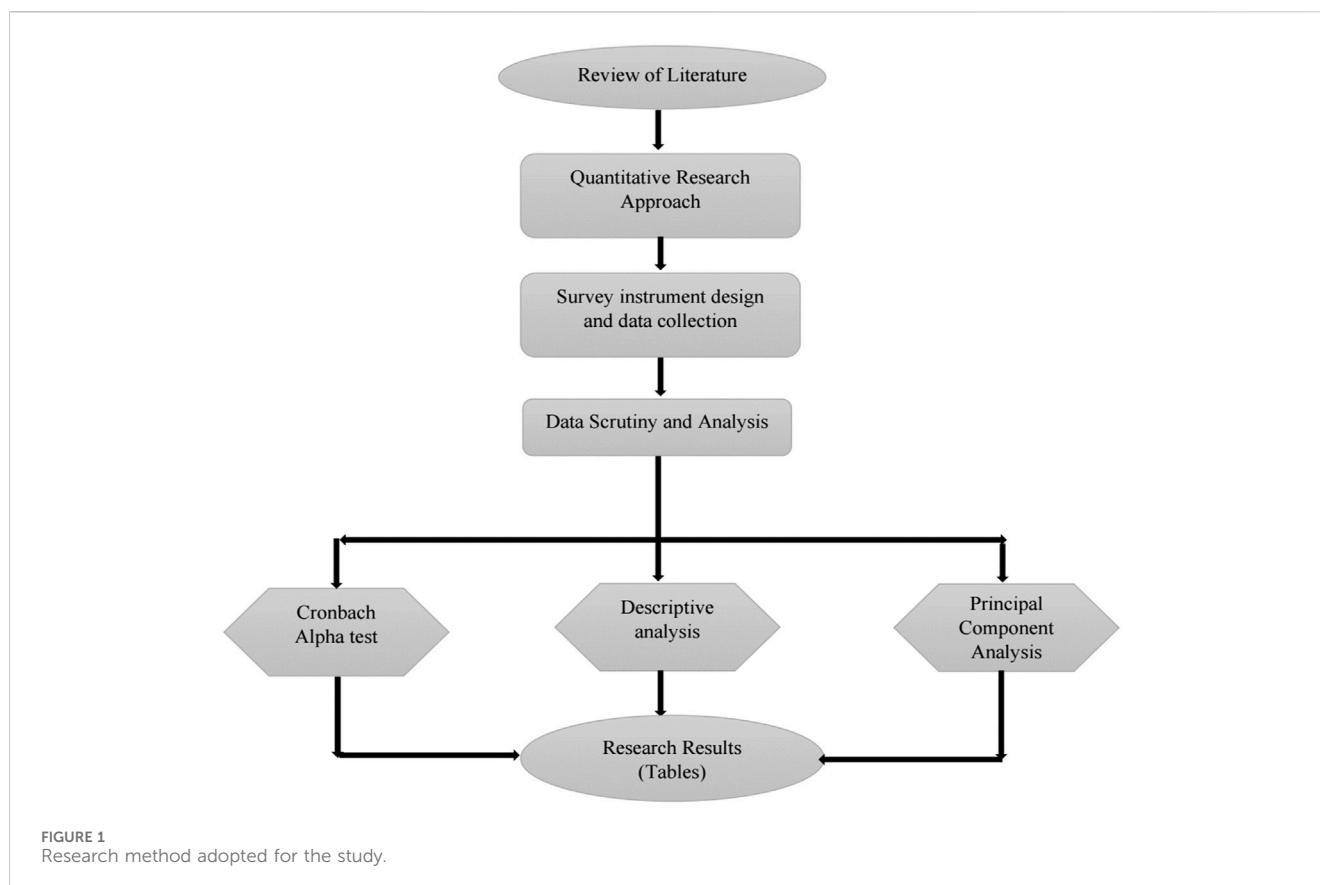 Review of Literature
Quantitative Research
Approach
Survey instrument design
and data collection
Data Scrutiny and Analysis
Cronbach
Alpha test
Descriptive
analysis
Principal
Component
Analysis
Research Results
(Tables)
FIGURE 1
Research method adopted for the study.